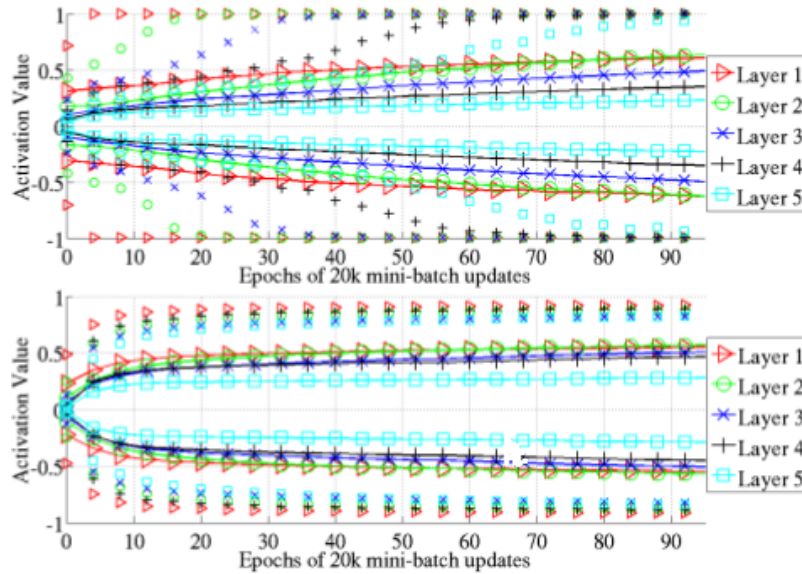 1
0.5
0
-0.5
-1
Activation Value
0 10 20 30 40 50 60 70 80 90
Epochs of 20k mini-batch updates
Layer 1
Layer 2
Layer 3
Layer 4
Layer 5
1
0.5
0
-0.5
-1
Activation Value
0 10 20 30 40 50 60 70 80 90
Epochs of 20k mini-batch updates
Layer 1
Layer 2
Layer 3
Layer 4
Layer 5